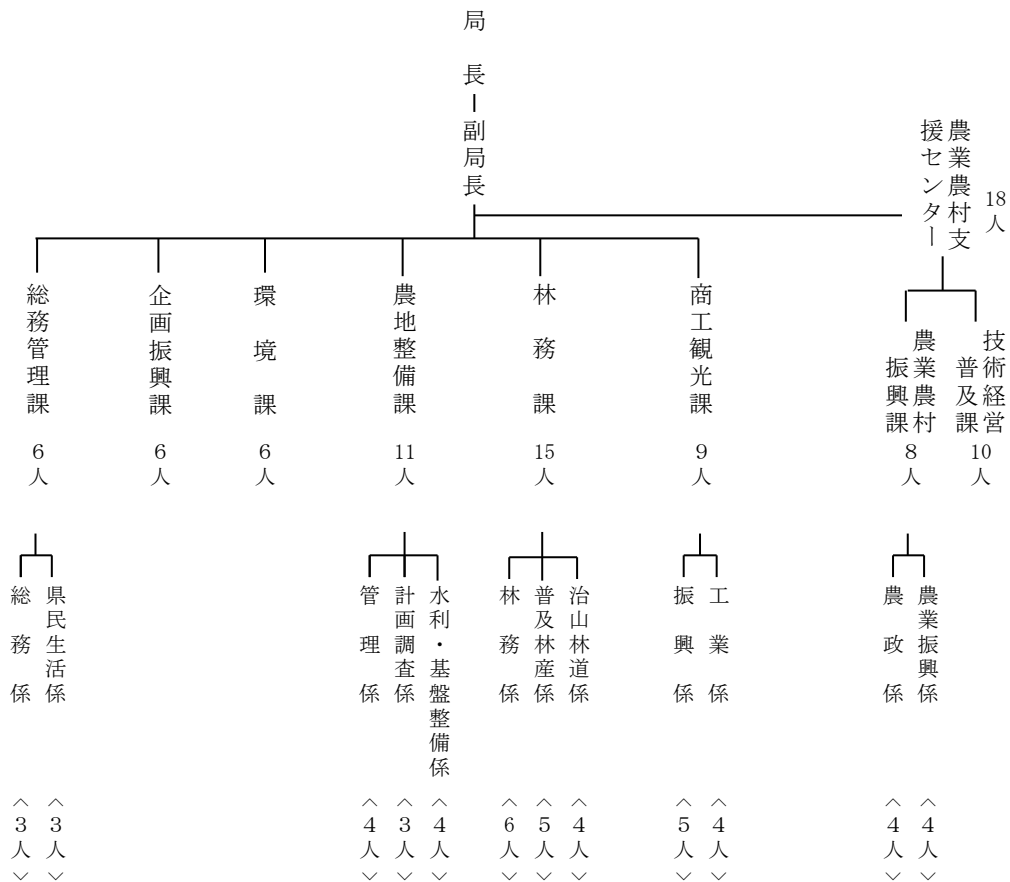 局　長
副局長
農業農村支
援センター
18人
総務管理課
6人
企画振興課
6人
環　境　課
6人
農地整備課
11人
林　務　課
15人
商工観光課
9人
農業農村
振興課
8人
技術経営
普及課
10人
総　務　係
〈3人〉
県民生活係
〈3人〉
管　理　係
〈4人〉
計画調査係
〈3人〉
水利・基盤整備係
〈4人〉
林　務　係
〈6人〉
普及林産係
〈5人〉
治山林道係
〈4人〉
振　興　係
〈5人〉
工　業　係
〈4人〉
農　政　係
〈4人〉
農業振興係
〈4人〉